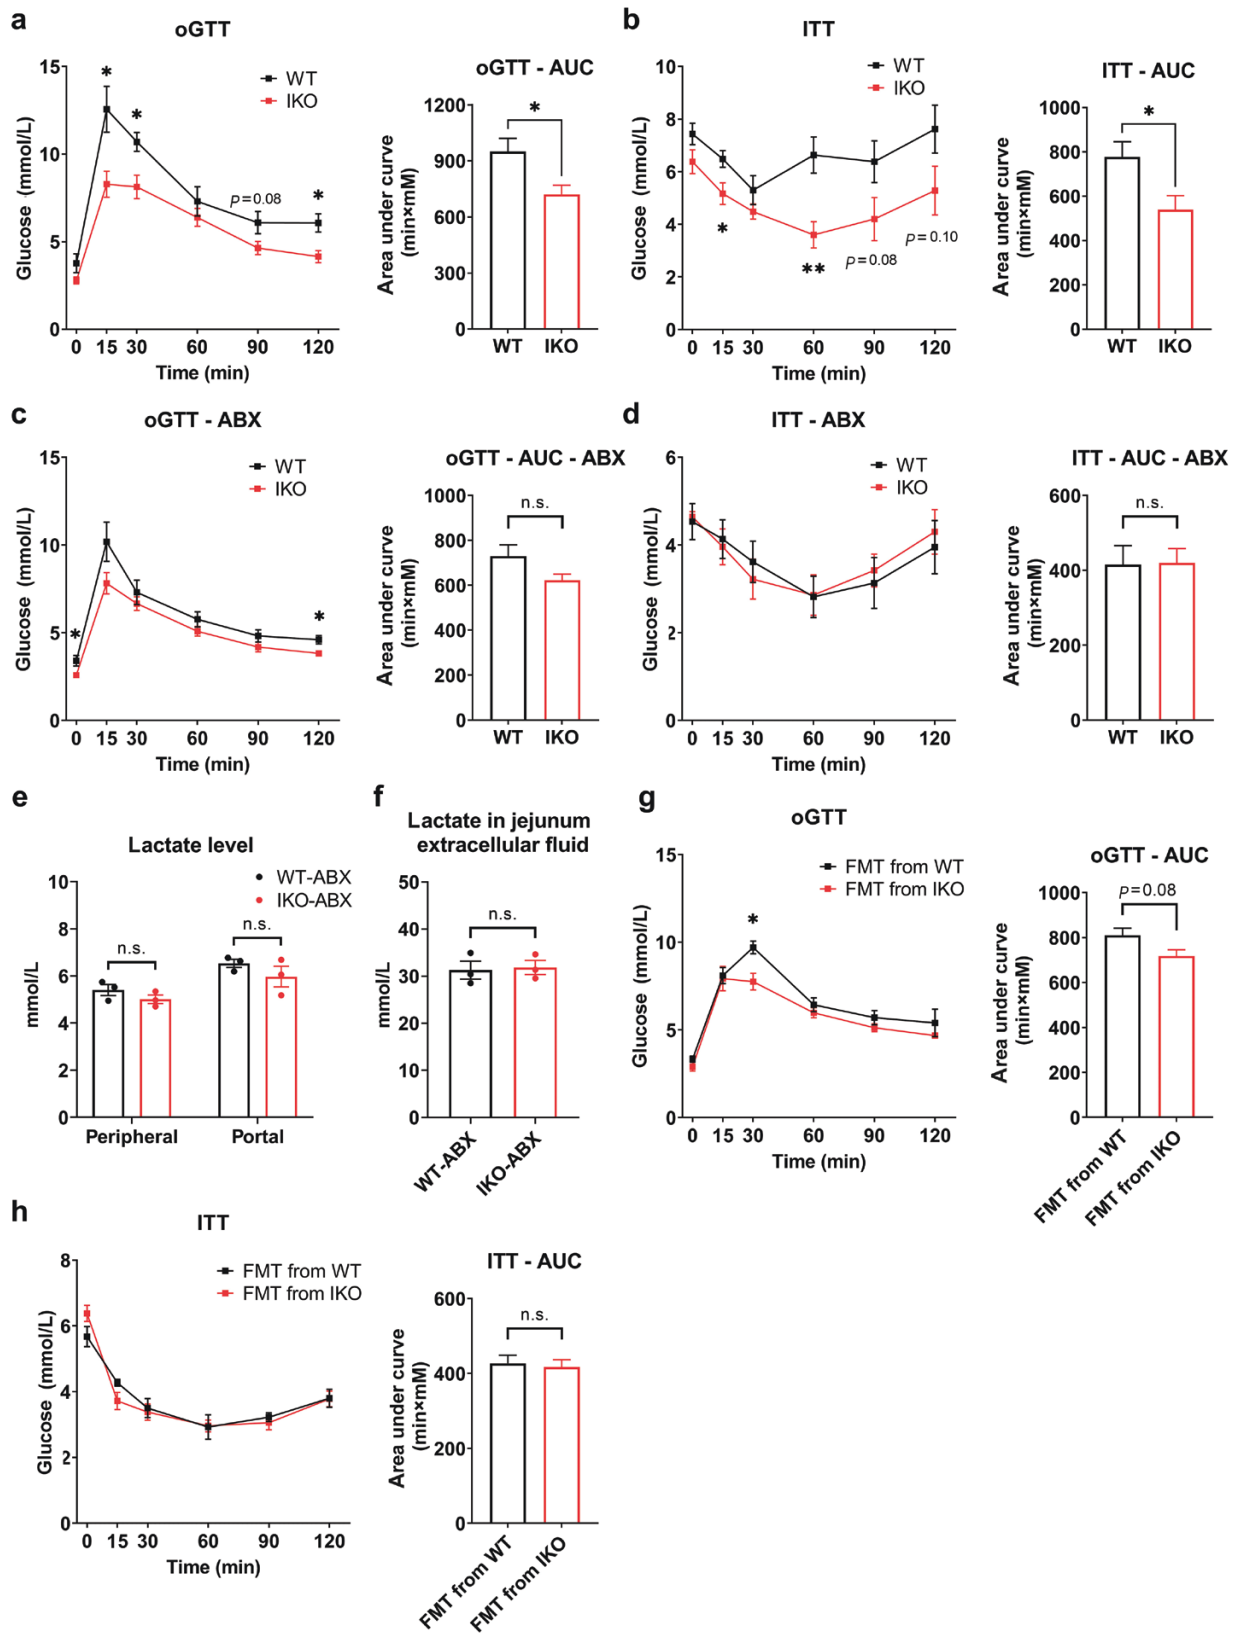 a
oGTT
15
10
5
0
Glucose (mmol/L)
WT
IKO
*
*
p=0.08
*
0 15 30 60 90 120
Time (min)
oGTT - AUC
1200
900
600
300
0
Area under curve
(min×mM)
*
WT IKO
b
ITT
10
8
6
4
2
0
Glucose (mmol/L)
WT
IKO
*
**
p=0.08
p=0.10
0 15 30 60 90 120
Time (min)
ITT - AUC
1000
800
600
400
200
0
Area under curve
(min×mM)
*
WT IKO
c
oGTT - ABX
15
10
5
0
Glucose (mmol/L)
WT
IKO
*
*
0 15 30 60 90 120
Time (min)
oGTT - AUC - ABX
1000
800
600
400
200
0
Area under curve
(min×mM)
n.s.
WT IKO
d
ITT - ABX
6
4
2
0
Glucose (mmol/L)
WT
IKO
0 15 30 60 90 120
Time (min)
ITT - AUC - ABX
600
400
200
0
Area under curve
(min×mM)
n.s.
WT IKO
e
Lactate level
10
8
6
4
2
0
mmol/L
WT-ABX
IKO-ABX
n.s.
n.s.
Peripheral Portal
f
Lactate in jejunum
extracellular fluid
50
40
30
20
10
0
mmol/L
n.s.
WT-ABX
IKO-ABX
g
oGTT
15
10
5
0
Glucose (mmol/L)
FMT from WT
FMT from IKO
*
0 15 30 60 90 120
Time (min)
oGTT - AUC
1000
800
600
400
200
0
Area under curve
(min×mM)
p=0.08
FMT from WT
FMT from IKO
h
ITT
8
6
4
2
0
Glucose (mmol/L)
FMT from WT
FMT from IKO
0 15 30 60 90 120
Time (min)
ITT - AUC
600
400
200
0
Area under curve
(min×mM)
n.s.
FMT from WT
FMT from IKO